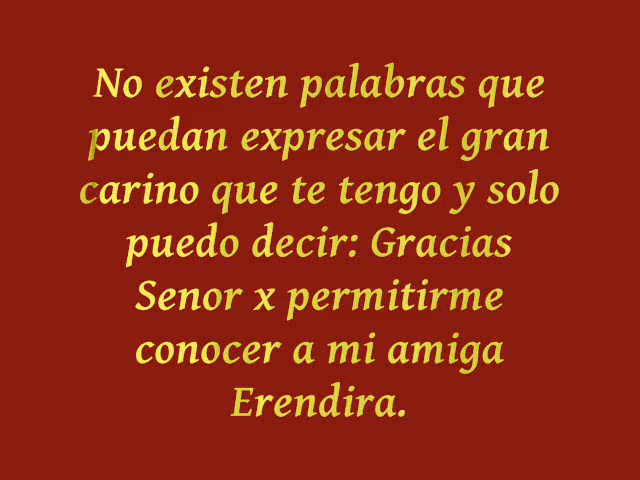 No existen palabras que
puedan expresar el gran
carino que te tengo y solo
puedo decir: Gracias
Senor x permitirme
conocer a mi amiga
Erendira.